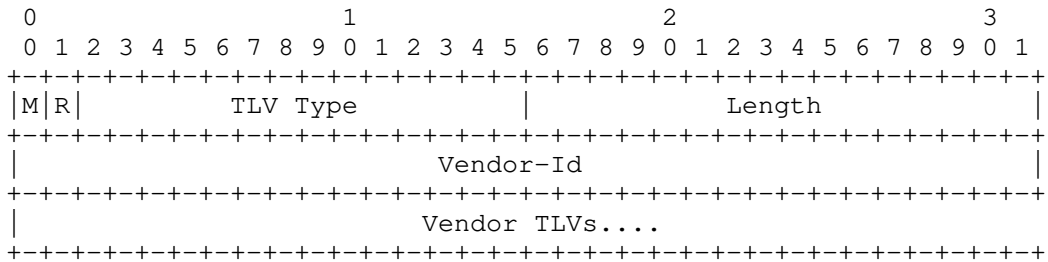 0                   1                   2                   3
 0 1 2 3 4 5 6 7 8 9 0 1 2 3 4 5 6 7 8 9 0 1 2 3 4 5 6 7 8 9 0 1
+-+-+-+-+-+-+-+-+-+-+-+-+-+-+-+-+-+-+-+-+-+-+-+-+-+-+-+-+-+-+-+-+
|M|R|         TLV Type          |            Length             |
+-+-+-+-+-+-+-+-+-+-+-+-+-+-+-+-+-+-+-+-+-+-+-+-+-+-+-+-+-+-+-+-+
|                          Vendor-Id                            |
+-+-+-+-+-+-+-+-+-+-+-+-+-+-+-+-+-+-+-+-+-+-+-+-+-+-+-+-+-+-+-+-+
|                         Vendor TLVs....
+-+-+-+-+-+-+-+-+-+-+-+-+-+-+-+-+-+-+-+-+-+-+-+-+-+-+-+-+-+-+-+-+